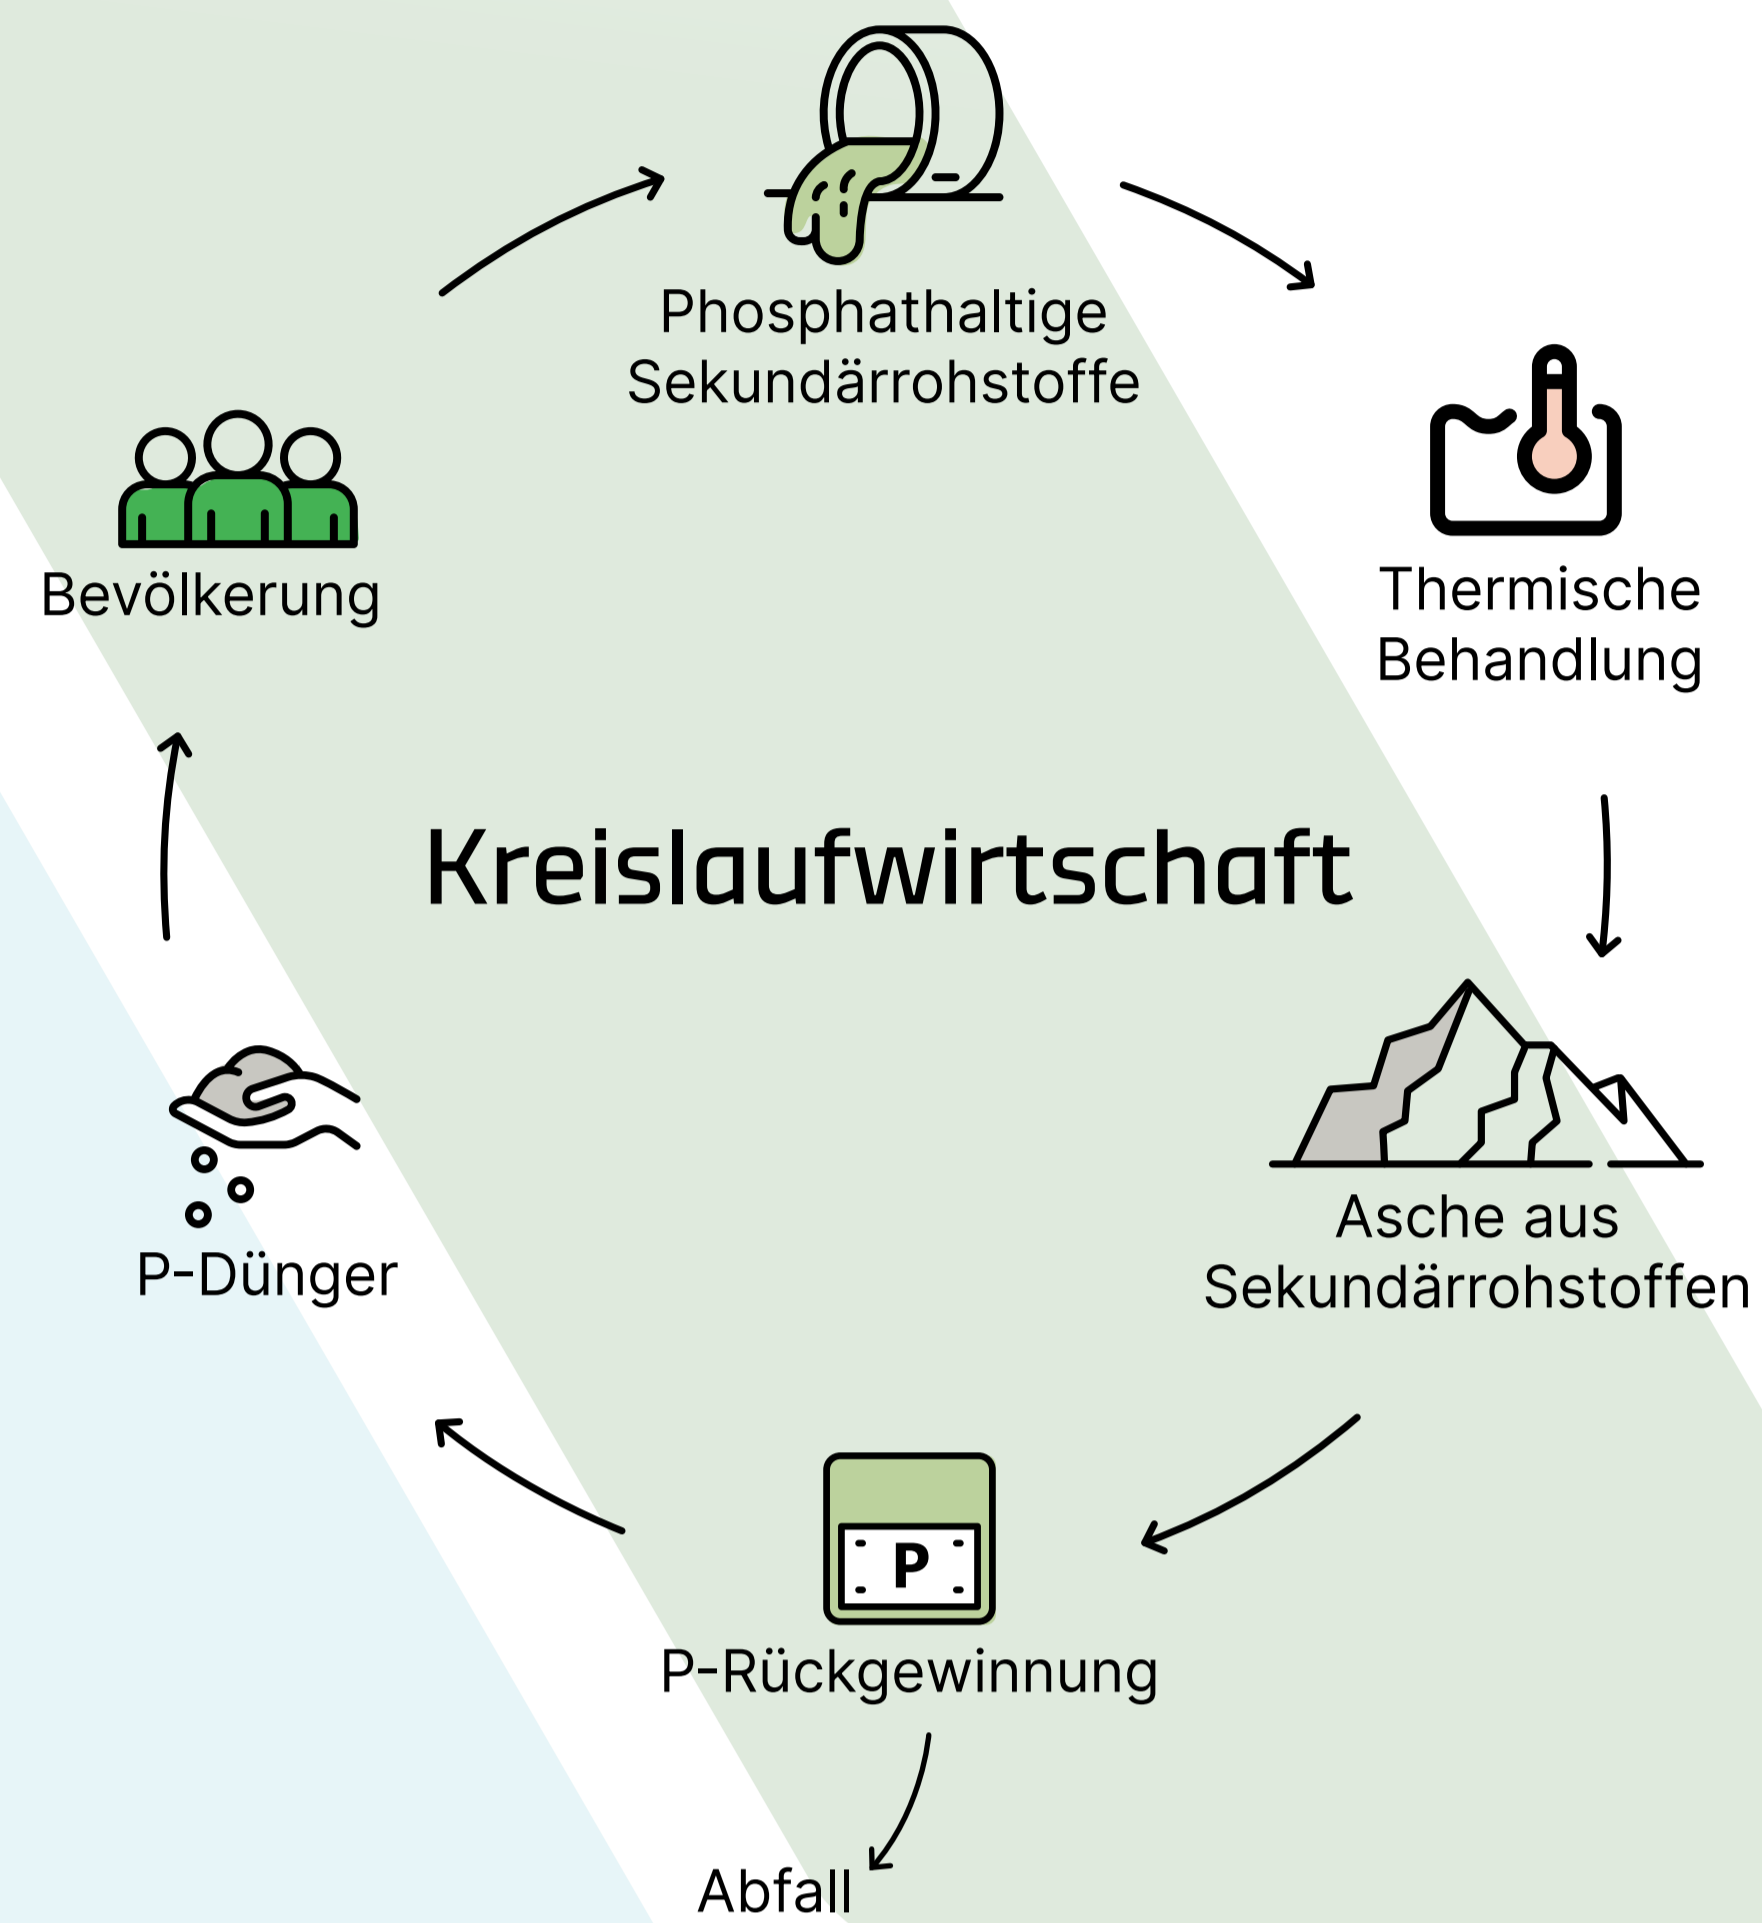 Phosphathaltige
Sekundärrohstoffe
Thermische
Behandlung
Bevölkerung
Kreislaufwirtschaft
Asche aus
Sekundärrohstoffen
P-Dünger
P
P-Rückgewinnung
Abfall